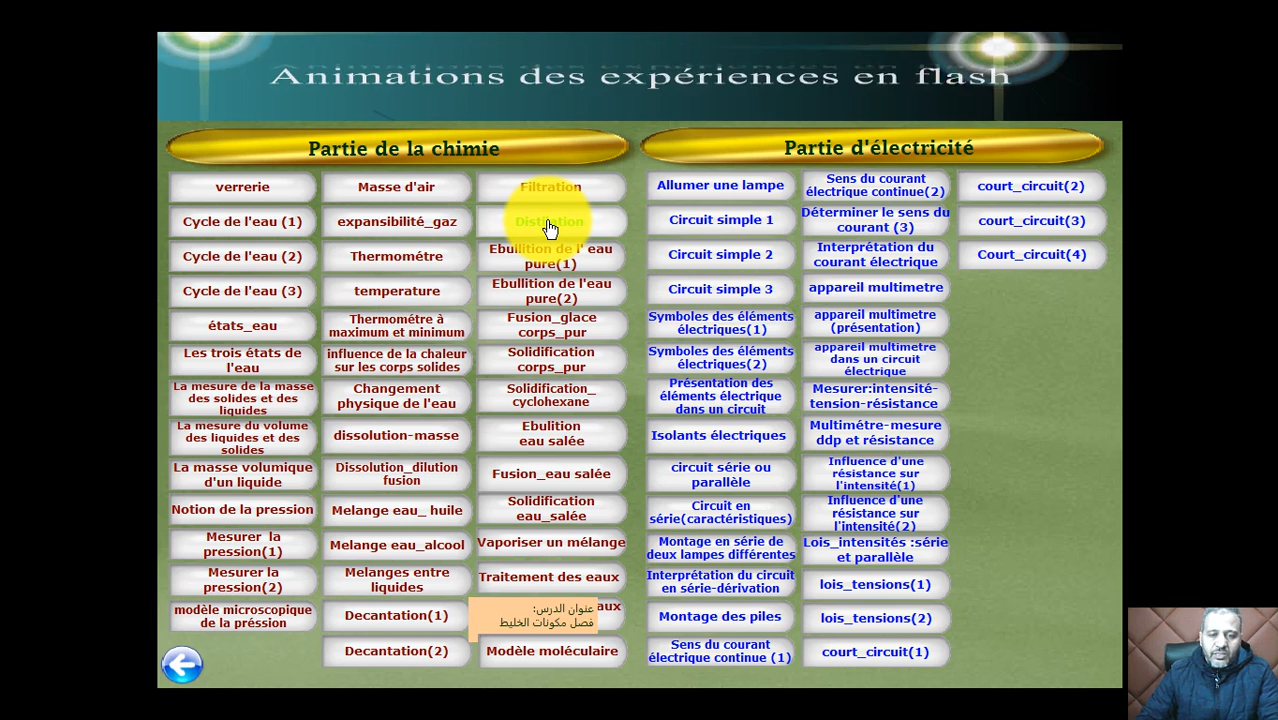 Animations des expériences en flash
Partie de la chimie
verrerie
Cycle de l'eau (1)
Cycle de l'eau (2)
Cycle de l'eau (3)
états_eau
Les trois états de
l'eau
La mesure de la masse
des solides et des
liquides
La mesure du volume
des liquides et des
solides
La masse volumique
d'un liquide
Notion de la pression
Mesurer la
pression(1)
Mesurer la
pression(2)
modèle microscopique
de la préssion
Masse d'air
expansibilité_gaz
Thermométre
temperature
Thermométre à
maximum et minimum
influence de la chaleur
sur les corps solides
Changement
physique de l'eau
dissolution-masse
Dissolution_dilution
fusion
Melange eau_ huile
Melange eau_alcool
Melanges entre
liquides
Decantation(1)
Decantation(2)
Filtration
Ebullition de l' eau
pure(1)
Ebullition de l'eau
pure(2)
Fusion_glace
corps_pur
Solidification
corps_pur
Solidification_
cyclohexane
Ebulition
eau salée
Fusion_eau salée
Solidification
eau_salée
Vaporiser un mélange
Traitement des eaux
aux
عنوان الدرس:
فصل مكونات الخليط
Modèle moléculaire
Partie d'électricité
Allumer une lampe
Circuit simple 1
Circuit simple 2
Circuit simple 3
Symboles des éléments
électriques(1)
Symboles des éléments
électriques(2)
Présentation des
éléments électrique
dans un circuit
Isolants électriques
circuit série ou
parallèle
Circuit en
série(caractéristiques)
Montage en série de
deux lampes différentes
Interprétation du circuit
en série-dérivation
Montage des piles
Sens du courant
électrique continue (1)
Sens du courant
électrique continue(2)
Déterminer le sens du
courant (3)
Interprétation du
courant électrique
appareil multimetre
appareil multimetre
(présentation)
appareil multimetre
dans un circuit
électrique
Mesurer:intensité-
tension-résistance
Multimétre-mesure
ddp et résistance
Influence d'une
résistance sur
l'intensité(1)
Influence d'une
résistance sur
l'intensité(2)
Lois_intensités :série
et parallèle
lois_tensions(1)
lois_tensions(2)
court_circuit(1)
court_circuit(2)
court_circuit(3)
Court_circuit(4)